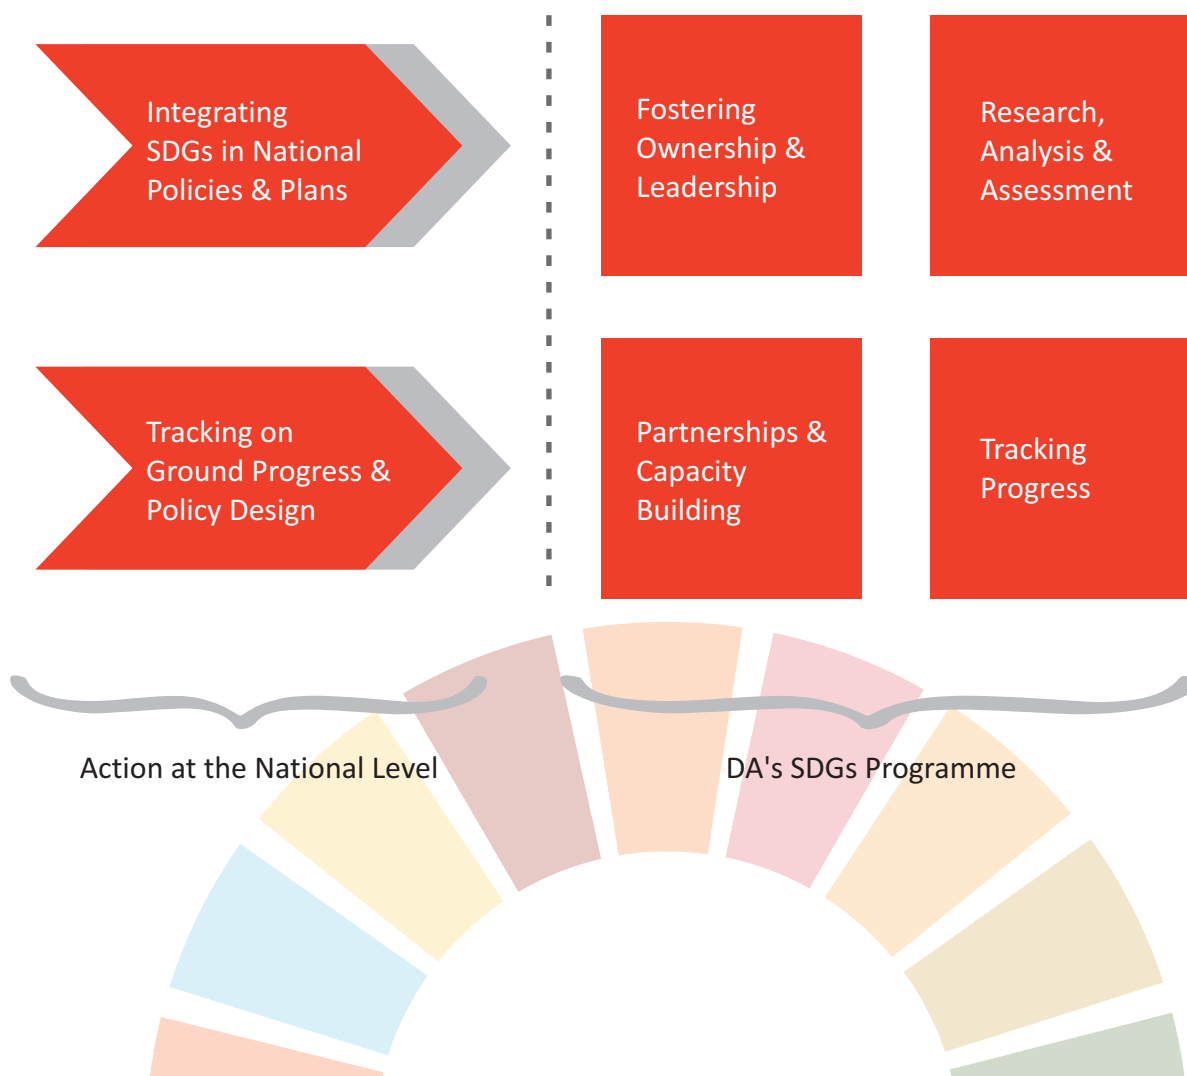 Integrating
SDGs in National
Policies & Plans
Fostering
Ownership &
Leadership
Research,
Analysis &
Assessment
Tracking on
Ground Progress &
Policy Design
Partnerships &
Capacity
Building
Tracking
Progress
Action at the National Level
DA's SDGs Programme